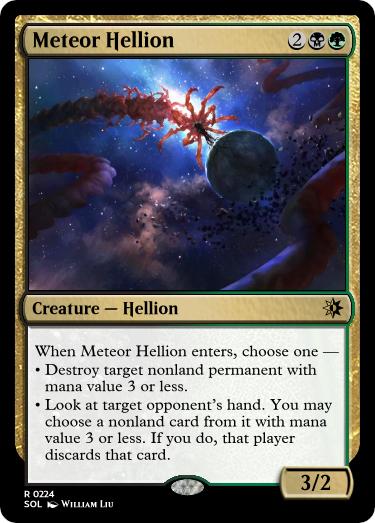 Meteor Hellion 2
Creature — Hellion
When Meteor Hellion enters, choose one —
• Destroy target nonland permanent with
mana value 3 or less.
• Look at target opponent's hand. You may
choose a nonland card from it with mana
value 3 or less. If you do, that player
discards that card.
3/2
R 0224
SOL William Liu